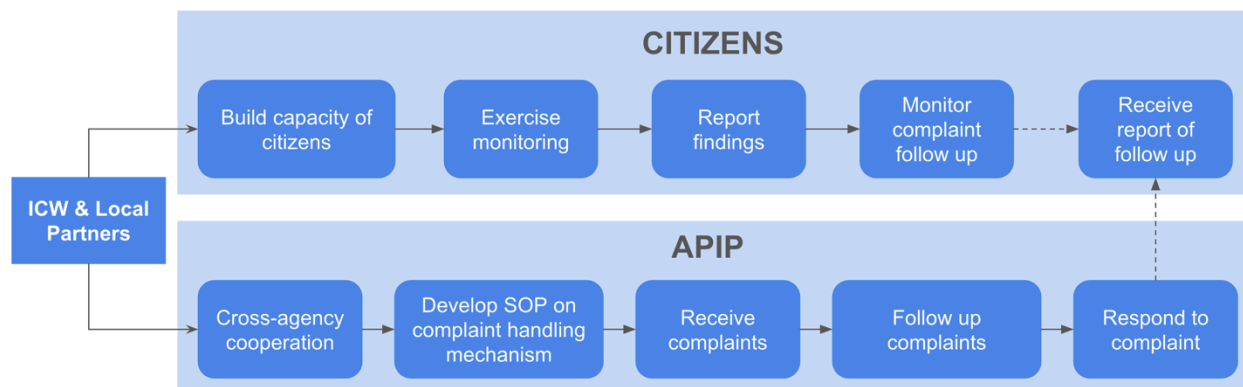 CITIZENS
Build capacity of
citizens
Exercise
monitoring
Report
findings
Monitor
complaint
follow up
Receive
report of
follow up
ICW & Local
Partners
APIP
Cross-agency
cooperation
Develop SOP on
complaint handling
mechanism
Receive
complaints
Follow up
complaints
Respond to
complaint